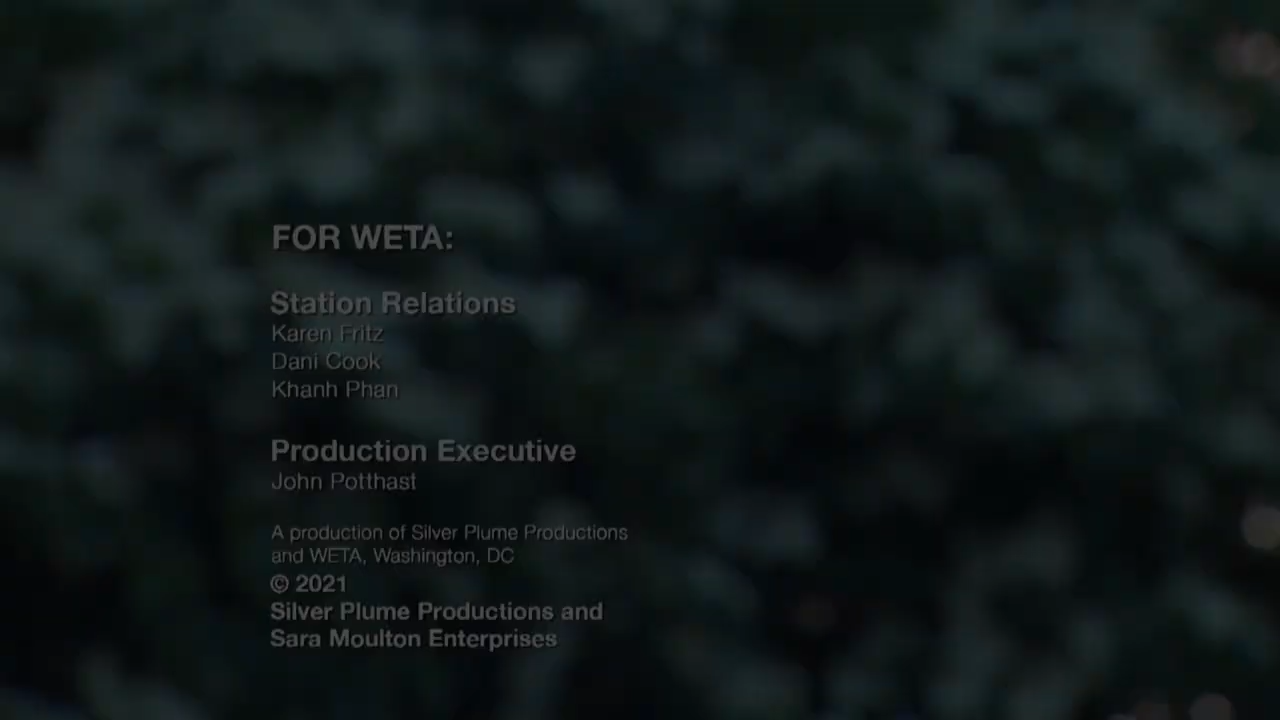 FOR WETA:
Station Relations
Karen Fritz
Dani Cook
Khanh Phan
Production Executive
John Potthast
A production of Silver Plume Productions
and WETA, Washington, DC
© 2021
Silver Plume Productions and
Sara Moulton Enterprises